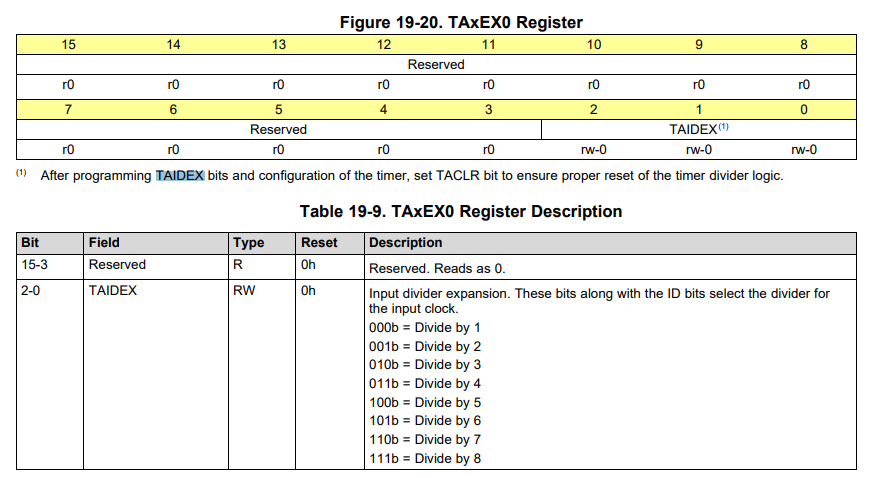 Figure 19-20. TAxEX0 Register
15 14 13 12 11 10 9 8
Reserved
r0 r0 r0 r0 r0 r0 r0 r0
7 6 5 4 3 2 1 0
Reserved TAIDEX(1)
r0 r0 r0 r0 r0 rw-0 rw-0 rw-0
(1) After programming TAIDEX bits and configuration of the timer, set TACLR bit to ensure proper reset of the timer divider logic.
Table 19-9. TAxEX0 Register Description
Bit Field Type Reset Description
15-3 Reserved R 0h Reserved. Reads as 0.
2-0 TAIDEX RW 0h Input divider expansion. These bits along with the ID bits select the divider for
the input clock.
000b = Divide by 1
001b = Divide by 2
010b = Divide by 3
011b = Divide by 4
100b = Divide by 5
101b = Divide by 6
110b = Divide by 7
111b = Divide by 8